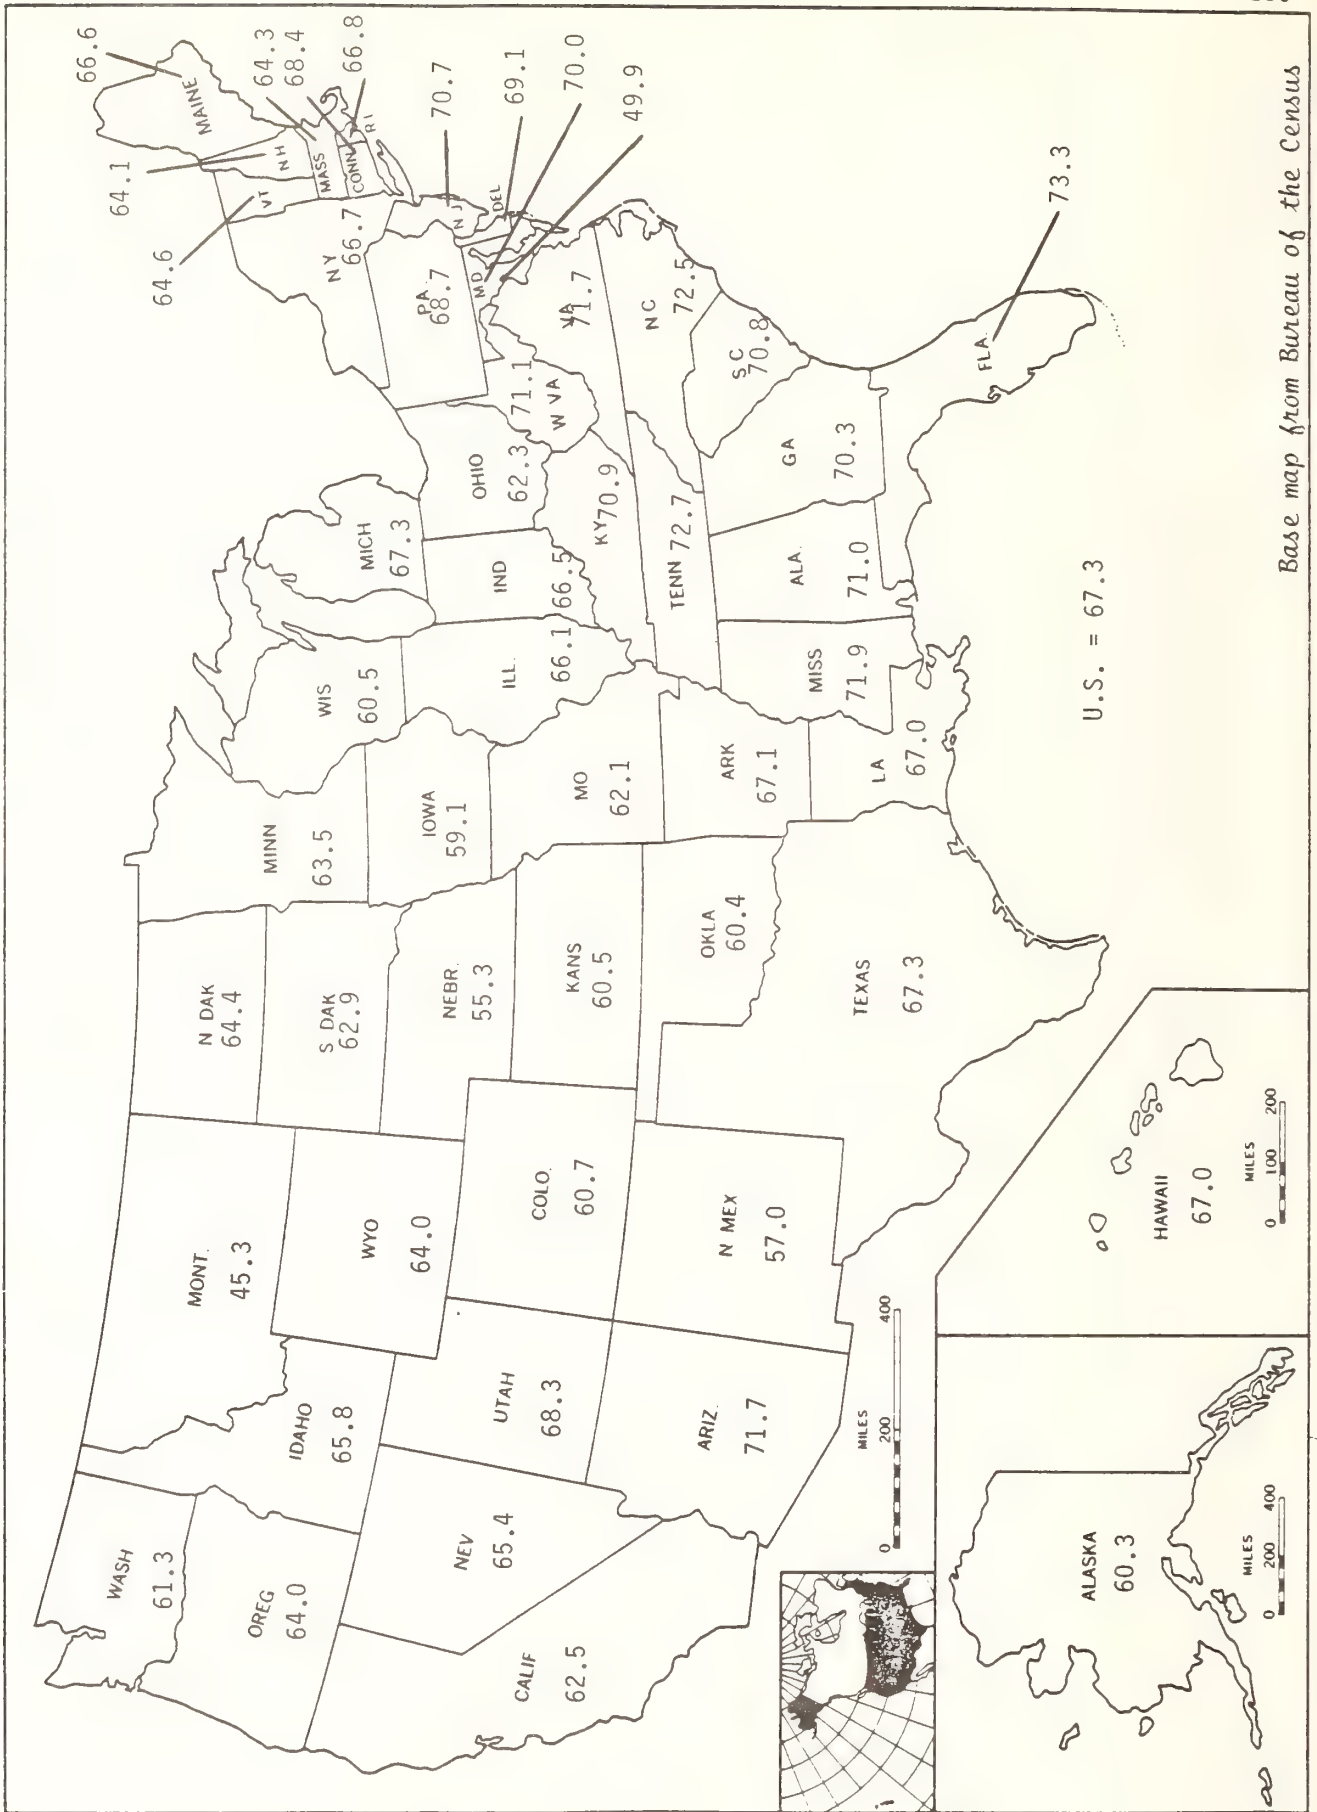 MAINE
66.6
NH
64.1
VT
64.6
MASS
64.3
CONN
68.4
RI
66.8
NY
66.7
N J
70.7
DEL
69.1
MD
70.0
49.9
PA
68.7
VA
71.7
W VA
71.1
NC
72.5
S C
70.8
GA
70.3
FLA.
73.3
OHIO
62.3
MICH
67.3
IND
66.5
KY 70.9
TENN 72.7
ALA.
71.0
MISS
71.9
ILL.
66.1
WIS
60.5
MINN
63.5
IOWA
59.1
MO
62.1
ARK
67.1
LA
67.0
N DAK
64.4
S DAK
62.9
NEBR.
55.3
KANS
60.5
OKLA
60.4
TEXAS
67.3
MONT.
45.3
WYO
64.0
COLO.
60.7
N MEX
57.0
IDAHO
65.8
UTAH
68.3
ARIZ.
71.7
WASH
61.3
OREG
64.0
NEV
65.4
CALIF
62.5
MILES
0 200 400
ALASKA
60.3
MILES
0 200 400
HAWAII
67.0
MILES
0 100 200
U.S. = 67.3
Base map from Bureau of the Census